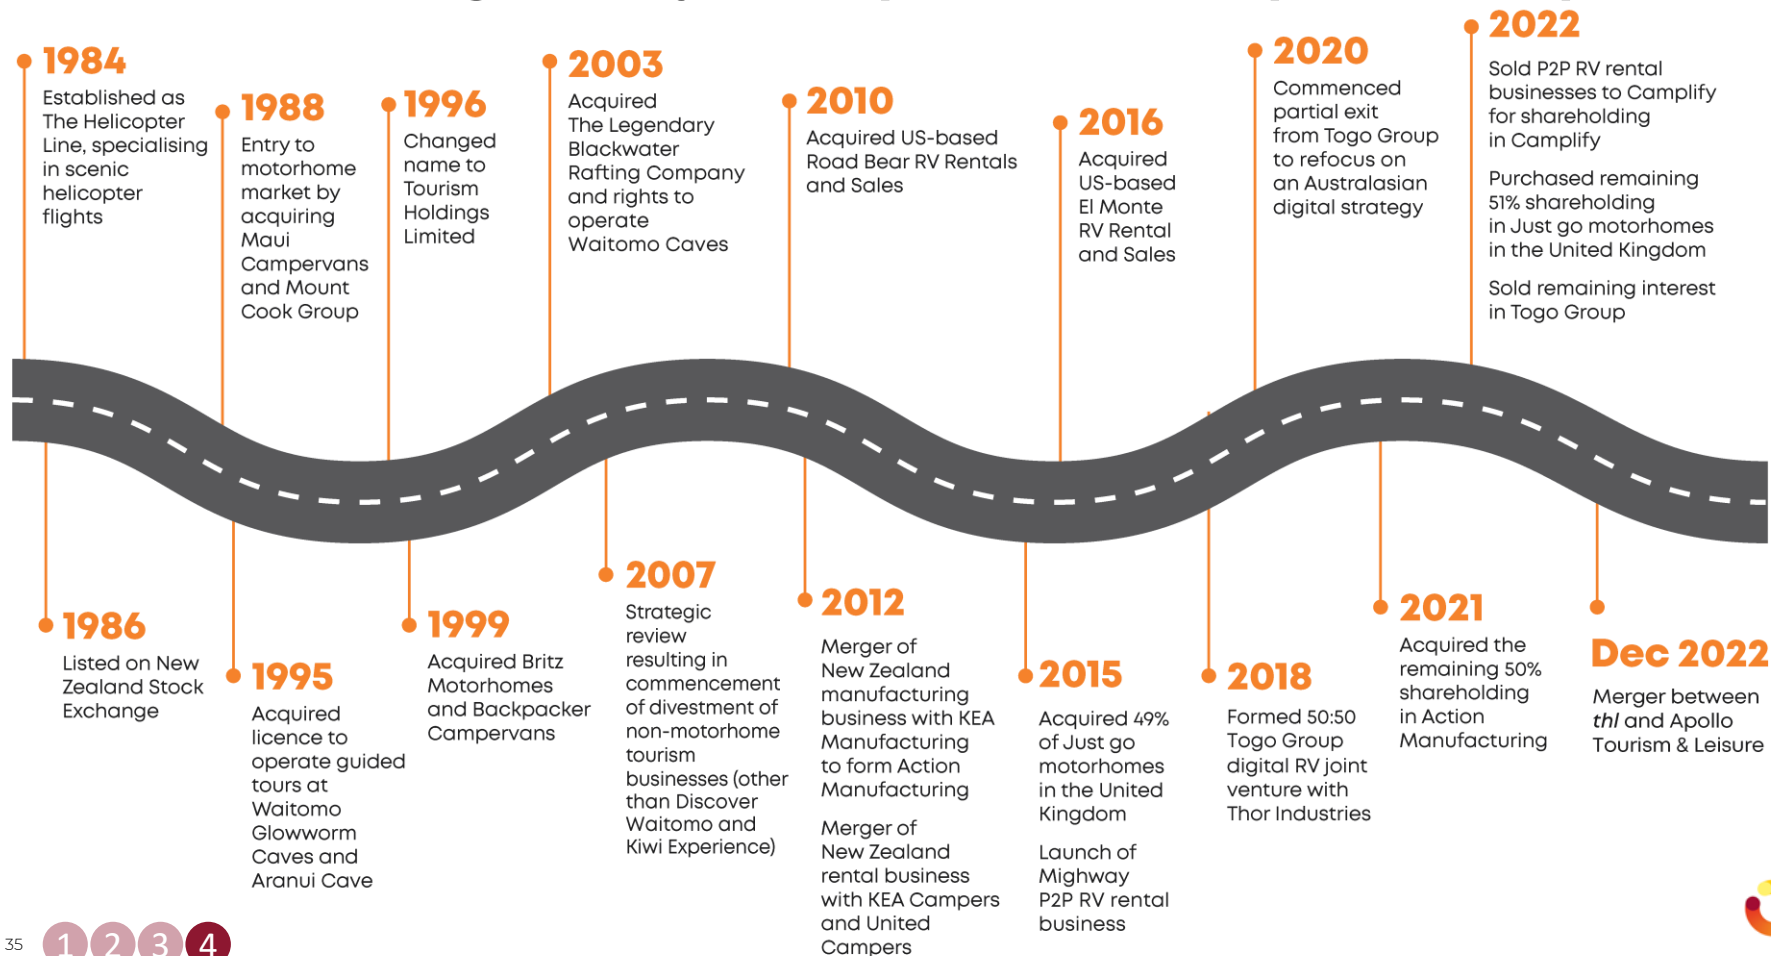 1984
Established as
The Helicopter
Line, specialising
in scenic
helicopter
flights
1988
Entry to
motorhome
market by
acquiring
Maui
Campervans
and Mount
Cook Group
1996
Changed
name to
Tourism
Holdings
Limited
2003
Acquired
The Legendary
Blackwater
Rafting Company
and rights to
operate
Waitomo Caves
2010
Acquired US-based
Road Bear RV Rentals
and Sales
2016
Acquired
US-based
El Monte
RV Rental
and Sales
2020
Commenced
partial exit
from Togo Group
to refocus on
an Australasian
digital strategy
2022
Sold P2P RV rental
businesses to Camplify
for shareholding
in Camplify
Purchased remaining
51% shareholding
in Just go motorhomes
in the United Kingdom
Sold remaining interest
in Togo Group
1986
Listed on New
Zealand Stock
Exchange
1995
Acquired
licence to
operate guided
tours at
Waitomo
Glowworm
Caves and
Aranui Cave
1999
Acquired Britz
Motorhomes
and Backpacker
Campervans
2007
Strategic
review
resulting in
commencement
of divestment of
non-motorhome
tourism
businesses (other
than Discover
Waitomo and
Kiwi Experience)
2012
Merger of
New Zealand
manufacturing
business with KEA
Manufacturing
to form Action
Manufacturing
Merger of
New Zealand
rental business
with KEA Campers
and United
Campers
2015
Acquired 49%
of Just go
motorhomes
in the United
Kingdom
Launch of
Mighway
P2P RV rental
business
2018
Formed 50:50
Togo Group
digital RV joint
venture with
Thor Industries
2021
Acquired the
remaining 50%
shareholding
in Action
Manufacturing
Dec 2022
Merger between
thl and Apollo
Tourism & Leisure
35
1 2 3 4